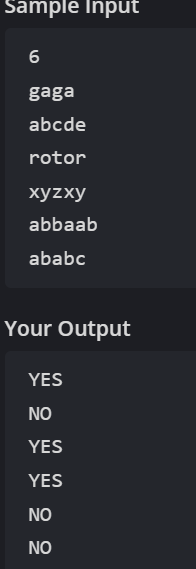 Sample Input
6
gaga
abcde
rotor
xyzxy
abbaab
ababc
Your Output
YES
NO
YES
YES
NO
NO